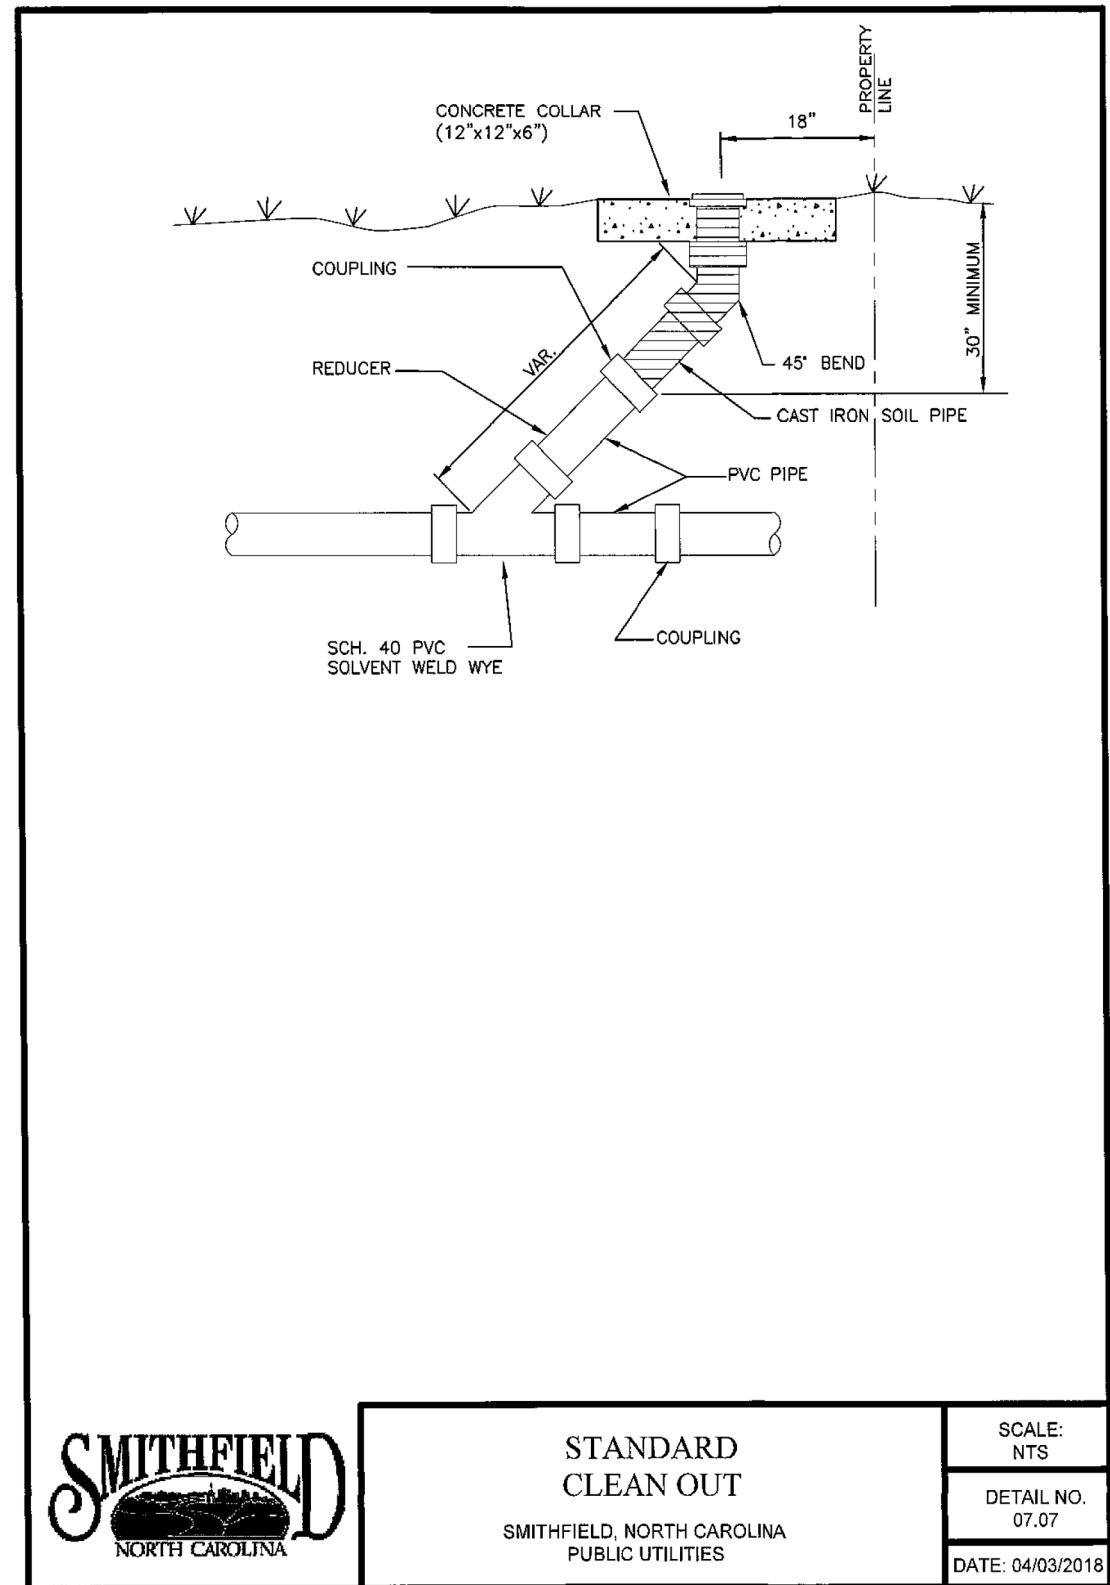 PROPERTY
LINE
CONCRETE COLLAR
(12"x12"x6")
18"
COUPLING
30" MINIMUM
VAR.
REDUCER
45° BEND
CAST IRON SOIL PIPE
PVC PIPE
SCH. 40 PVC
SOLVENT WELD WYE
COUPLING
SMITHFIELD
NORTH CAROLINA
STANDARD
CLEAN OUT
SMITHFIELD, NORTH CAROLINA
PUBLIC UTILITIES
SCALE:
NTS
DETAIL NO.
07.07
DATE: 04/03/2018